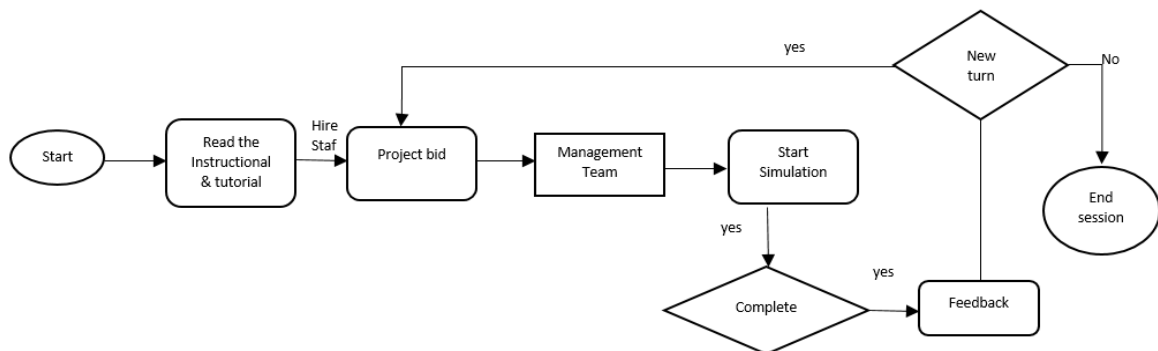 yes
New
turn
No
Start
Read the
Instructional
& tutorial
Hire
Staf
Project bid
Management
Team
Start
Simulation
End
session
yes
Complete
yes
Feedback